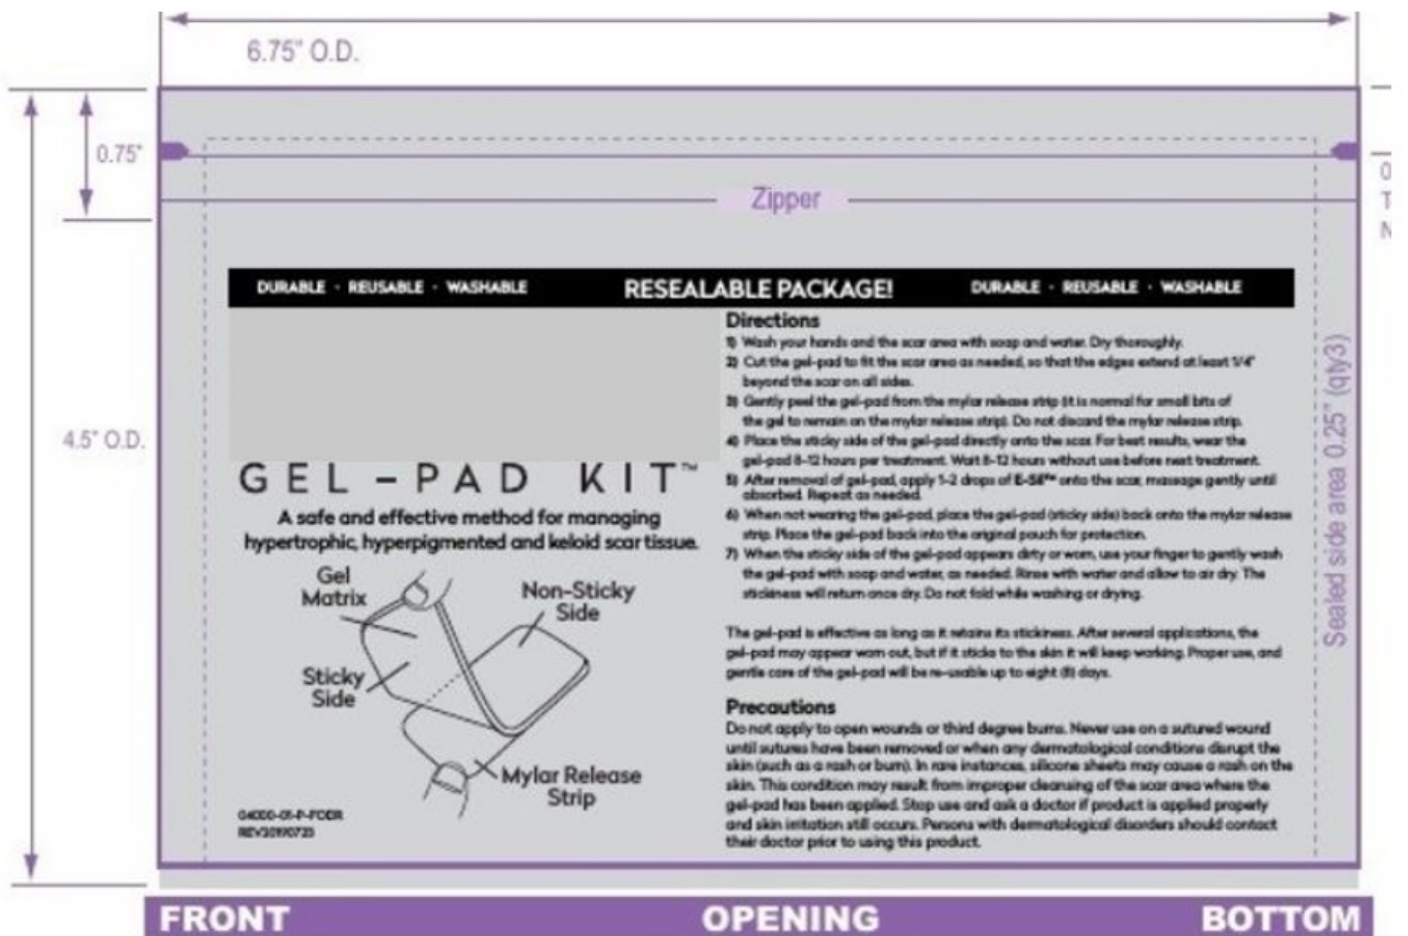 6.75" O.D.
0.75"
0
T
N
Zipper
DURABLE · REUSABLE · WASHABLE RESEALABLE PACKAGE! DURABLE · REUSABLE · WASHABLE
4.5" O.D.
GEL-PAD KIT™
A safe and effective method for managing
hypertrophic, hyperpigmented and keloid scar tissue.
Gel
Matrix
Non-Sticky
Side
Sticky
Side
Mylar Release
Strip
04000-01-P-FDER
REV20190723
Directions
1) Wash your hands and the scar area with soap and water. Dry thoroughly.
2) Cut the gel-pad to fit the scar area as needed, so that the edges extend at least 1/4"
beyond the scar on all sides.
3) Gently peel the gel-pad from the mylar release strip (it is normal for small bits of
the gel to remain on the mylar release strip). Do not discard the mylar release strip.
4) Place the sticky side of the gel-pad directly onto the scar. For best results, wear the
gel-pad 8-12 hours per treatment. Wait 8-12 hours without use before next treatment.
5) After removal of gel-pad, apply 1-2 drops of E-Sil™ onto the scar, massage gently until
absorbed. Repeat as needed.
6) When not wearing the gel-pad, place the gel-pad (sticky side) back onto the mylar release
strip. Place the gel-pad back into the original pouch for protection.
7) When the sticky side of the gel-pad appears dirty or worn, use your finger to gently wash
the gel-pad with soap and water, as needed. Rinse with water and allow to air dry. The
stickiness will return once dry. Do not fold while washing or drying.
The gel-pad is effective as long as it retains its stickiness. After several applications, the
gel-pad may appear worn out, but if it sticks to the skin it will keep working. Proper use, and
gentle care of the gel-pad will be re-usable up to eight (8) days.
Precautions
Do not apply to open wounds or third degree burns. Never use on a sutured wound
until sutures have been removed or when any dermatological conditions disrupt the
skin (such as a rash or burn). In rare instances, silicone sheets may cause a rash on the
skin. This condition may result from improper cleansing of the scar area where the
gel-pad has been applied. Stop use and ask a doctor if product is applied properly
and skin irritation still occurs. Persons with dermatological disorders should contact
their doctor prior to using this product.
Sealed side area 0.25" (qty3)
FRONT OPENING BOTTOM